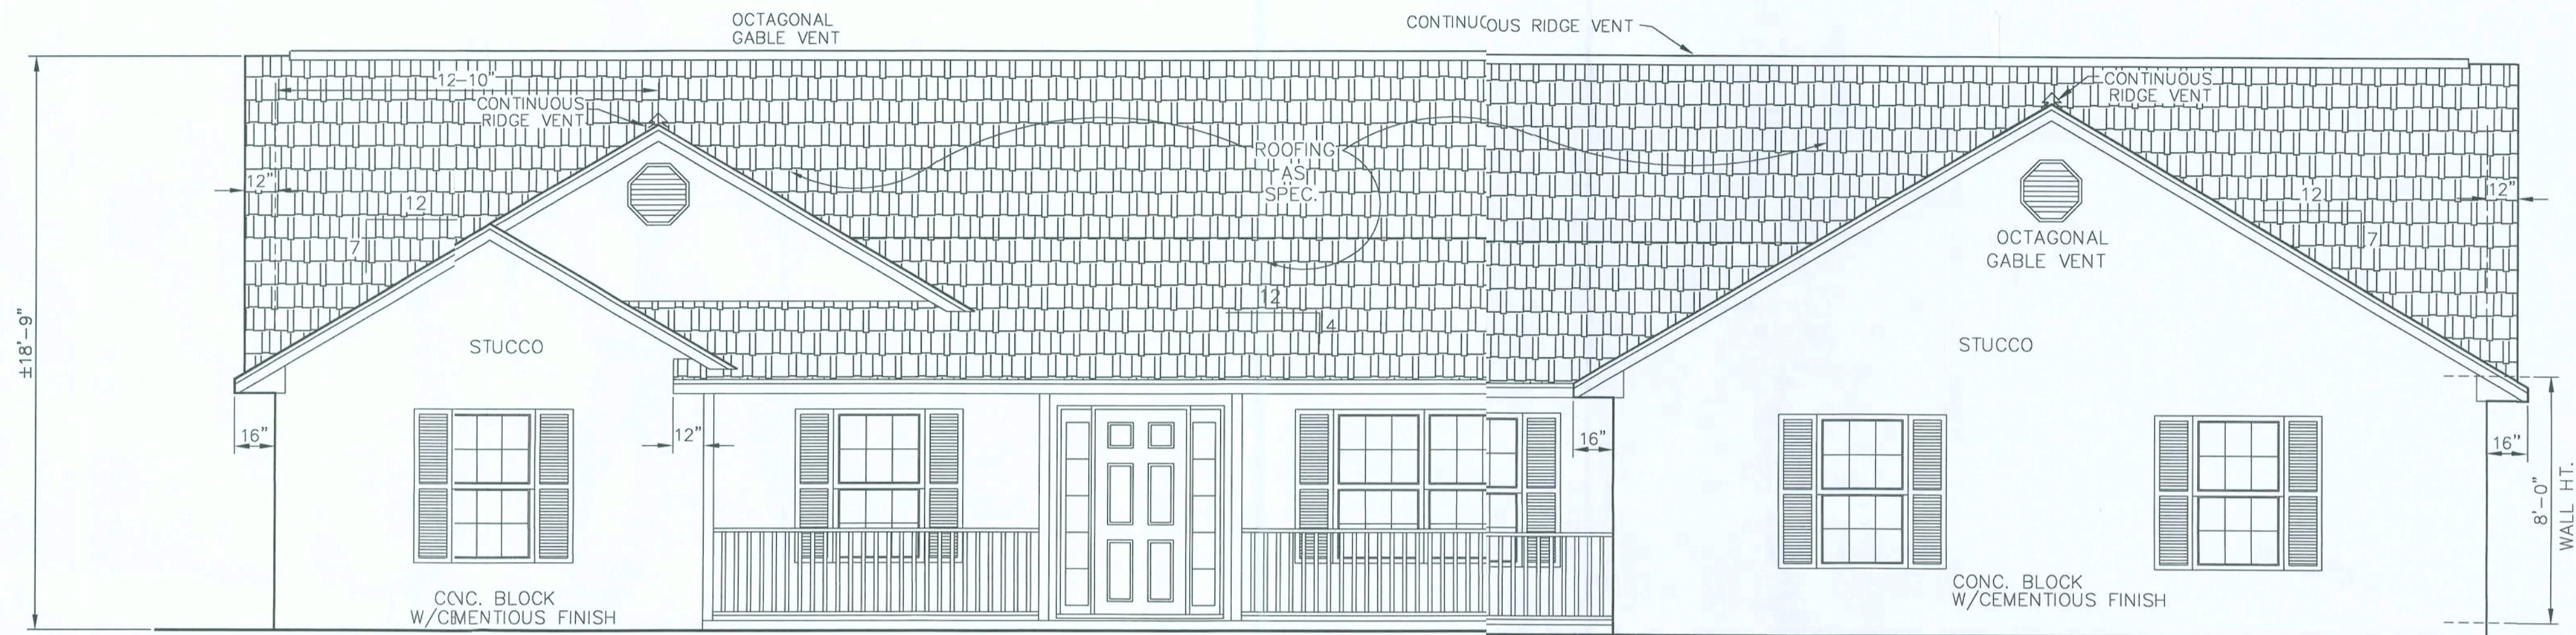 OCTAGONAL
GABLE VENT
CONTINUOUS RIDGE VENT
12-10"
CONTINUOUS
RIDGE VENT
CONTINUOUS
RIDGE VENT
ROOFING
AS
SPEC.
12"
12
7
12
7
12"
OCTAGONAL
GABLE VENT
12
4
±18'-9"
STUCCO
STUCCO
16"
12"
16"
16"
8'-0"
WALL HT.
CONC. BLOCK
W/CEMENTIOUS FINISH
CONC. BLOCK
W/CEMENTIOUS FINISH